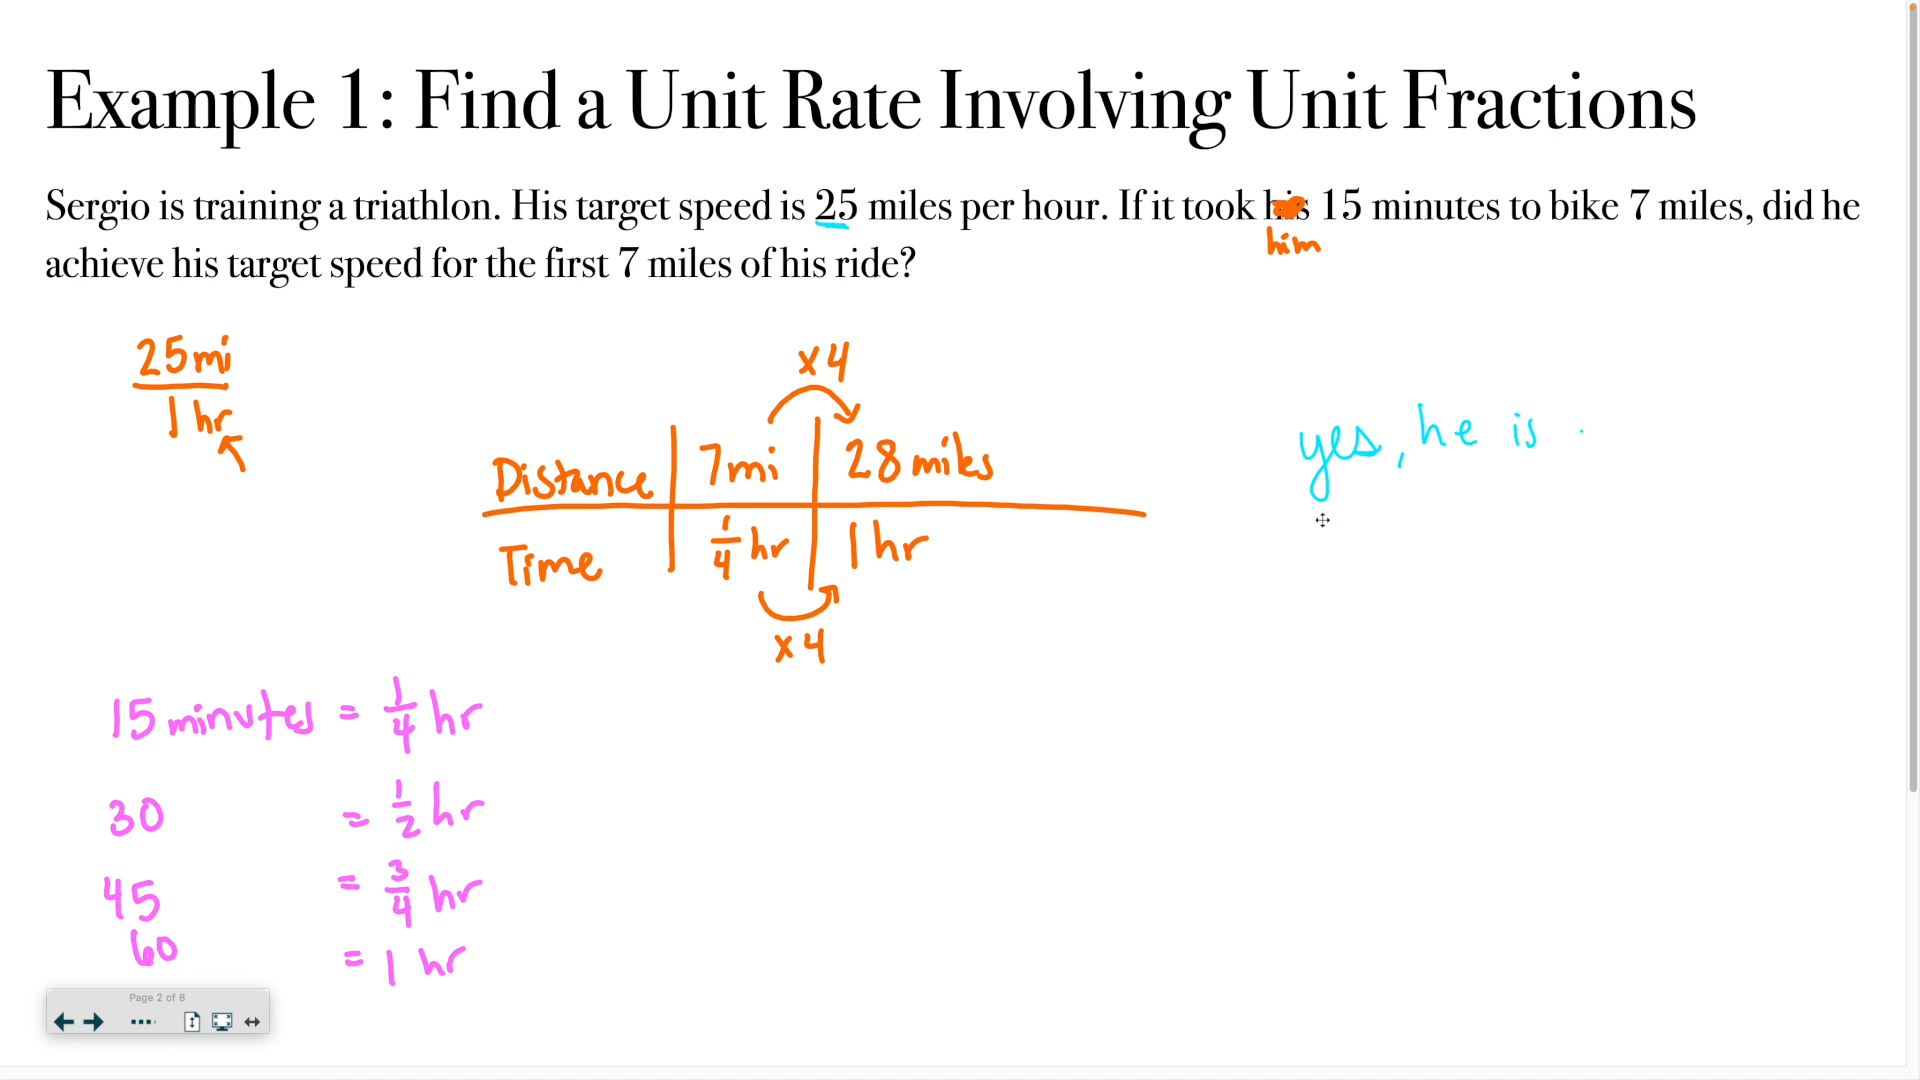 Example 1: Find a Unit Rate Involving Unit Fractions
Sergio is training a triathlon. His target speed is 25 miles per hour. If it took his 15 minutes to bike 7 miles, did he
him
achieve his target speed for the first 7 miles of his ride?
25mi
1 hr
x4
Distance 7mi 28 miles
Time 1/4 hr 1 hr
x4
yes, he is .
15 minutes = 1/4 hr
30 = 1/2 hr
45 = 3/4 hr
60 = 1 hr
Page 2 of 8